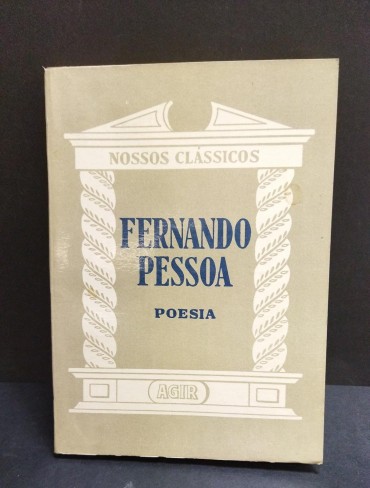 NOSSOS CLÁSSICOS
FERNANDO
PESSOA
POESIA
AGIR